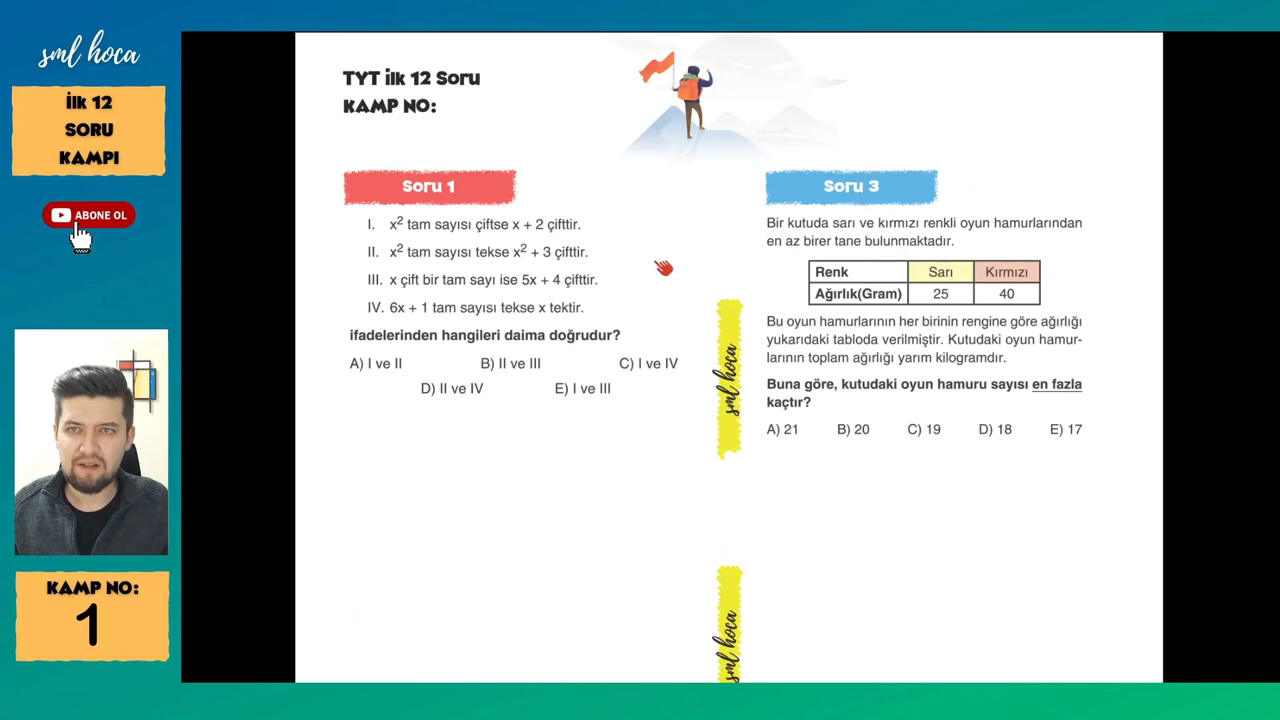 sml hoca
İlk 12
SORU
KAMPI
ABONE OL
KAMP NO:
1
TYT İlk 12 Soru
KAMP NO:
Soru 1
I. x² tam sayısı çiftse x + 2 çifttir.
II. x² tam sayısı tekse x² + 3 çifttir.
III. x çift bir tam sayı ise 5x + 4 çifttir.
IV. 6x + 1 tam sayısı tekse x tektir.
ifadelerinden hangileri daima doğrudur?
A) I ve II B) II ve III C) I ve IV
D) II ve IV E) I ve III
sml hoca
sml hoca
Soru 3
Bir kutuda sarı ve kırmızı renkli oyun hamurlarından
en az birer tane bulunmaktadır.
Renk Sarı Kırmızı
Ağırlık(Gram) 25 40
Bu oyun hamurlarının her birinin rengine göre ağırlığı
yukarıdaki tabloda verilmiştir. Kutudaki oyun hamur-
larının toplam ağırlığı yarım kilogramdır.
Buna göre, kutudaki oyun hamuru sayısı en fazla
kaçtır?
A) 21 B) 20 C) 19 D) 18 E) 17